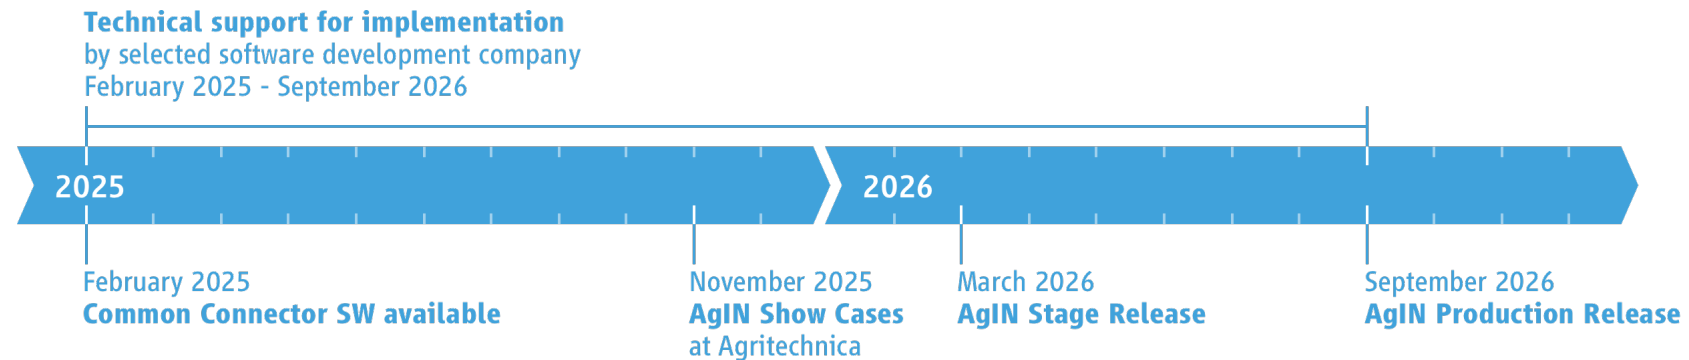 Technical support for implementation
by selected software development company
February 2025 - September 2026
2025
2026
February 2025
Common Connector SW available
November 2025
AgIN Show Cases
at Agritechnica
March 2026
AgIN Stage Release
September 2026
AgIN Production Release